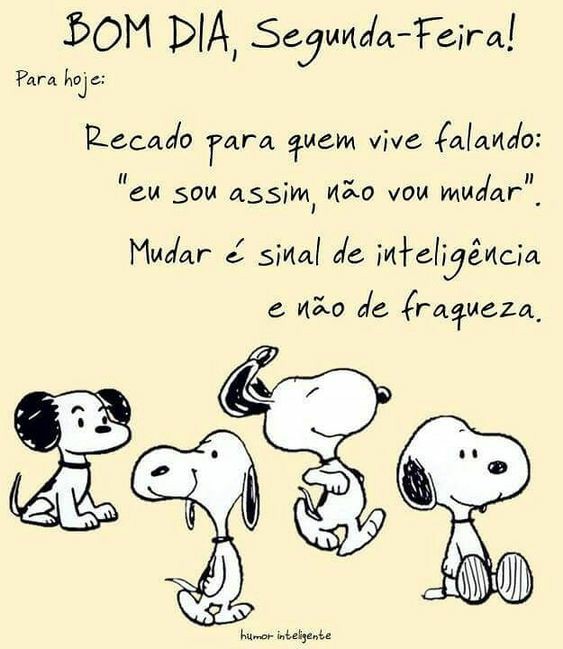 BOM DIA, Segunda-Feira!
Para hoje:
Recado para quem vive falando:
"eu sou assim, não vou mudar".
Mudar é sinal de inteligência
e não de fraqueza.
humor inteligente